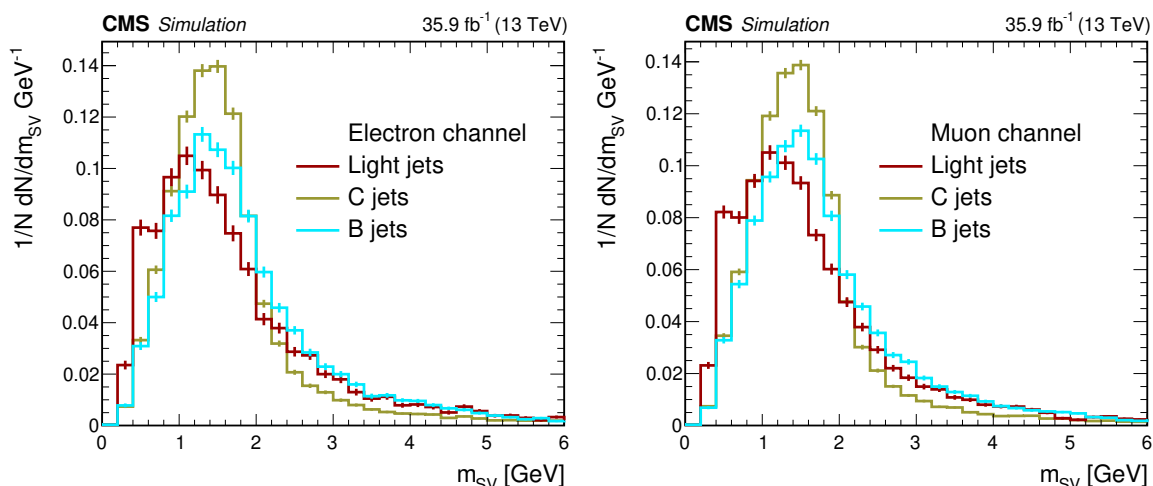 CMS Simulation 35.9 fb⁻¹ (13 TeV)
1/N dN/dm_SV GeV⁻¹
0.14
0.12
0.1
0.08
0.06
0.04
0.02
0
Electron channel
Light jets
C jets
B jets
0 1 2 3 4 5 6
m_SV [GeV]
CMS Simulation 35.9 fb⁻¹ (13 TeV)
1/N dN/dm_SV GeV⁻¹
0.14
0.12
0.1
0.08
0.06
0.04
0.02
0
Muon channel
Light jets
C jets
B jets
0 1 2 3 4 5 6
m_SV [GeV]